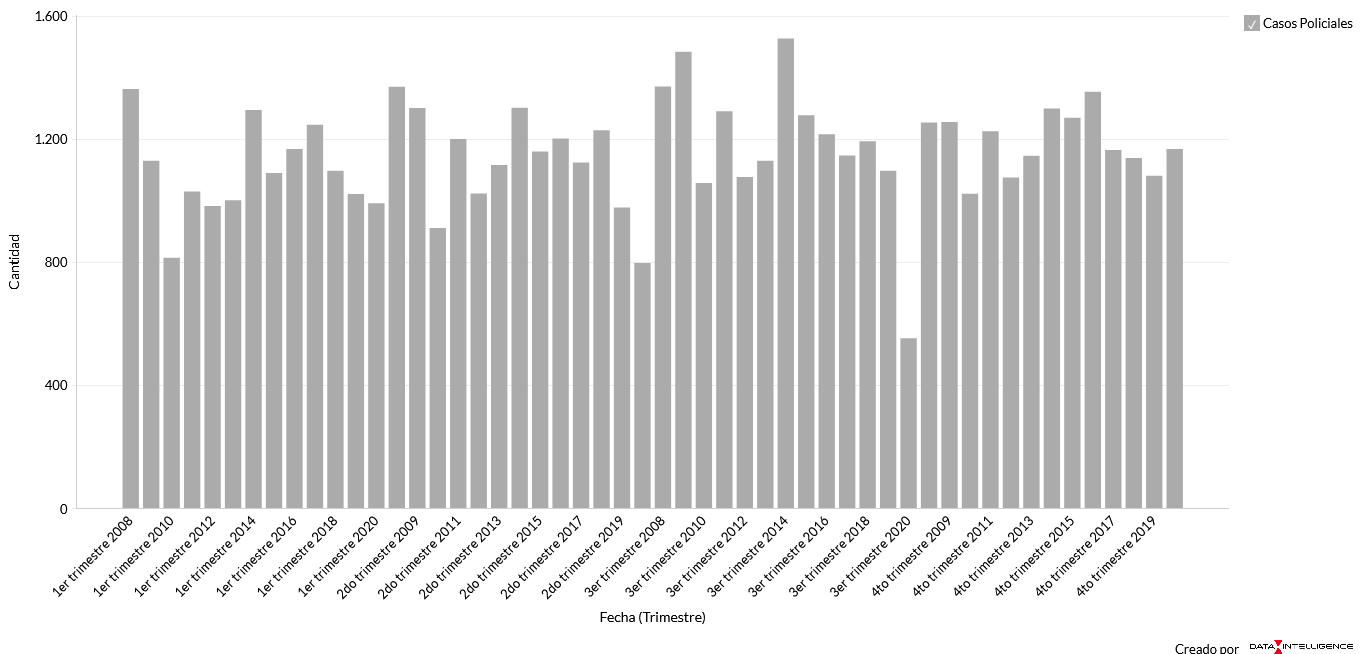 1.600
1.200
800
400
0
Cantidad
✓ Casos Policiales
1er trimestre 2008
1er trimestre 2010
1er trimestre 2012
1er trimestre 2014
1er trimestre 2016
1er trimestre 2018
1er trimestre 2020
2do trimestre 2009
2do trimestre 2011
2do trimestre 2013
2do trimestre 2015
2do trimestre 2017
2do trimestre 2019
3er trimestre 2008
3er trimestre 2010
3er trimestre 2012
3er trimestre 2014
3er trimestre 2016
3er trimestre 2018
3er trimestre 2020
4to trimestre 2009
4to trimestre 2011
4to trimestre 2013
4to trimestre 2015
4to trimestre 2017
4to trimestre 2019
Fecha (Trimestre)
Creado por DATA INTELLIGENCE